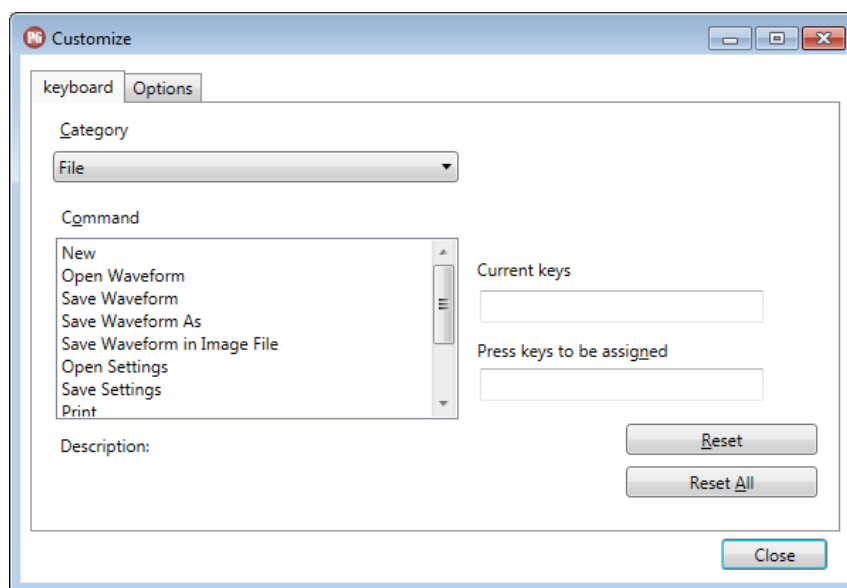 PG Customize
keyboard Options
Category
File
Command
New
Open Waveform
Save Waveform
Save Waveform As
Save Waveform in Image File
Open Settings
Save Settings
Print
Current keys
Press keys to be assigned
Description:
Reset
Reset All
Close